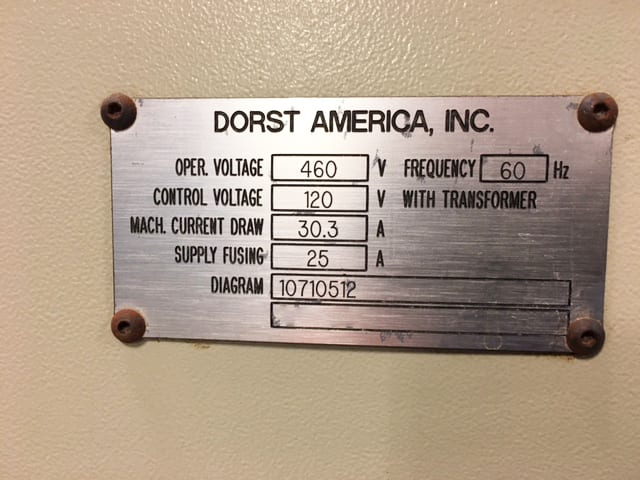 DORST AMERICA, INC.
OPER. VOLTAGE 460 V FREQUENCY 60 Hz
CONTROL VOLTAGE 120 V WITH TRANSFORMER
MACH. CURRENT DRAW 30.3 A
SUPPLY FUSING 25 A
DIAGRAM 10710512